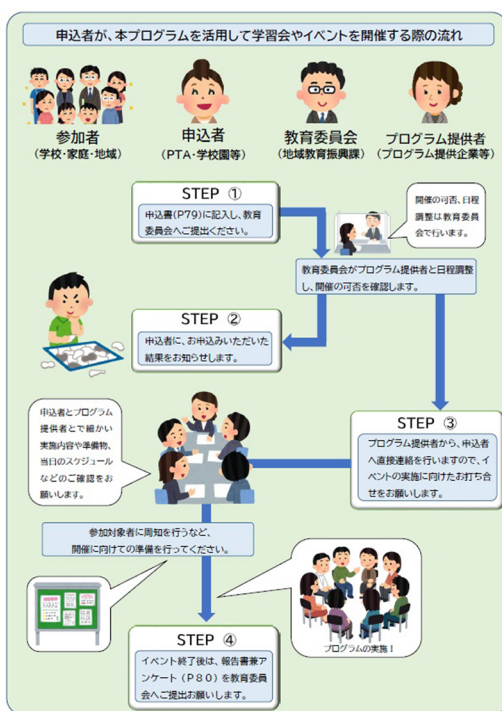 申込者が、本プログラムを活用して学習会やイベントを開催する際の流れ
参加者
(学校・家庭・地域)
申込者
(PTA・学校園等)
教育委員会
(地域教育振興課)
プログラム提供者
(プログラム提供企業等)
STEP ①
申込書(P79)に記入し、教育
委員会へご提出ください。
開催の可否、日程
調整は教育委員
会で行います。
教育委員会がプログラム提供者と日程調整
し、開催の可否を確認します。
STEP ②
申込者に、お申込みいただいた
結果をお知らせします。
STEP ③
プログラム提供者から、申込者
へ直接連絡を行いますので、イ
ベントの実施に向けたお打ち合
せをお願いします。
申込者とプログラム
提供者とで細かい
実施内容や準備物、
当日のスケジュール
などのご確認をお
願いします。
参加対象者に周知を行うなど、
開催に向けての準備を行ってください。
プログラムの実施!
STEP ④
イベント終了後は、報告書兼ア
ンケート(P80)を教育委員
会へご提出お願いします。